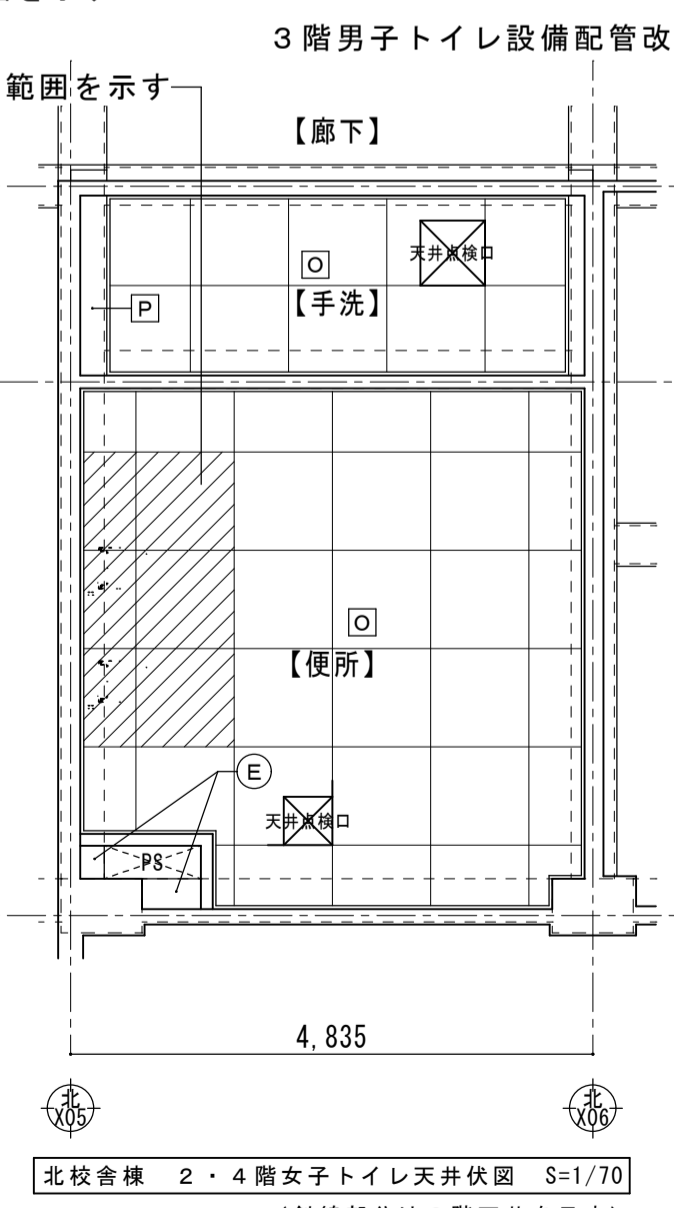 3階男子トイレ設備配管改
範囲を示す
【廊下】
天井点検口
O
【手洗】
P
O
【便所】
E
天井点検口
PS
4,835
北
X05
北
X06
北校舎棟 2・4階女子トイレ天井伏図 S=1/70